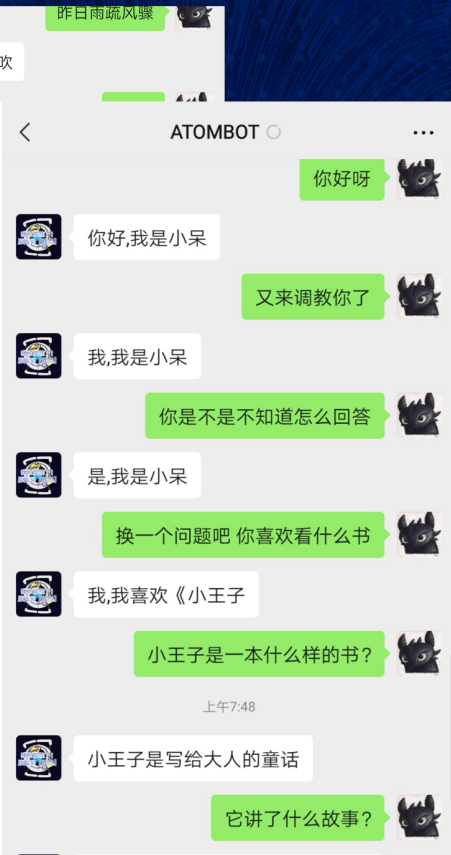 昨日雨疏风骤
吹
ATOMBOT
你好呀
你好,我是小呆
又来调教你了
我,我是小呆
你是不是不知道怎么回答
是,我是小呆
换一个问题吧 你喜欢看什么书
我,我喜欢《小王子
小王子是一本什么样的书?
上午7:48
小王子是写给大人的童话
它讲了什么故事?